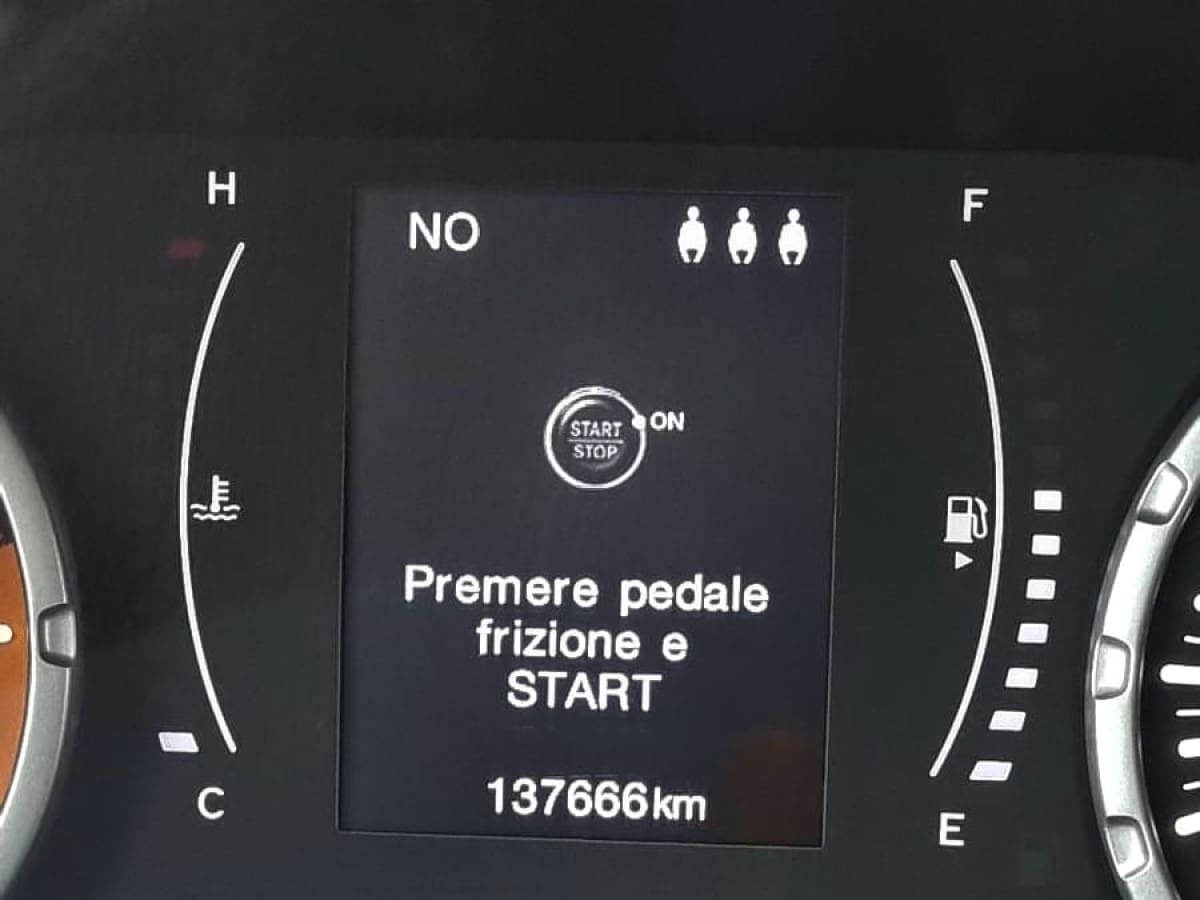 H
NO
F
START
STOP
ON
Premere pedale
frizione e
START
137666km
C
E